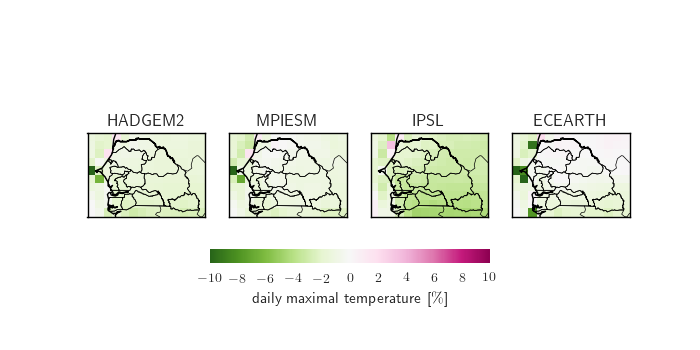 HADGEM2 MPIESM IPSL ECEARTH
−10 −8 −6 −4 −2 0 2 4 6 8 10
daily maximal temperature [%]